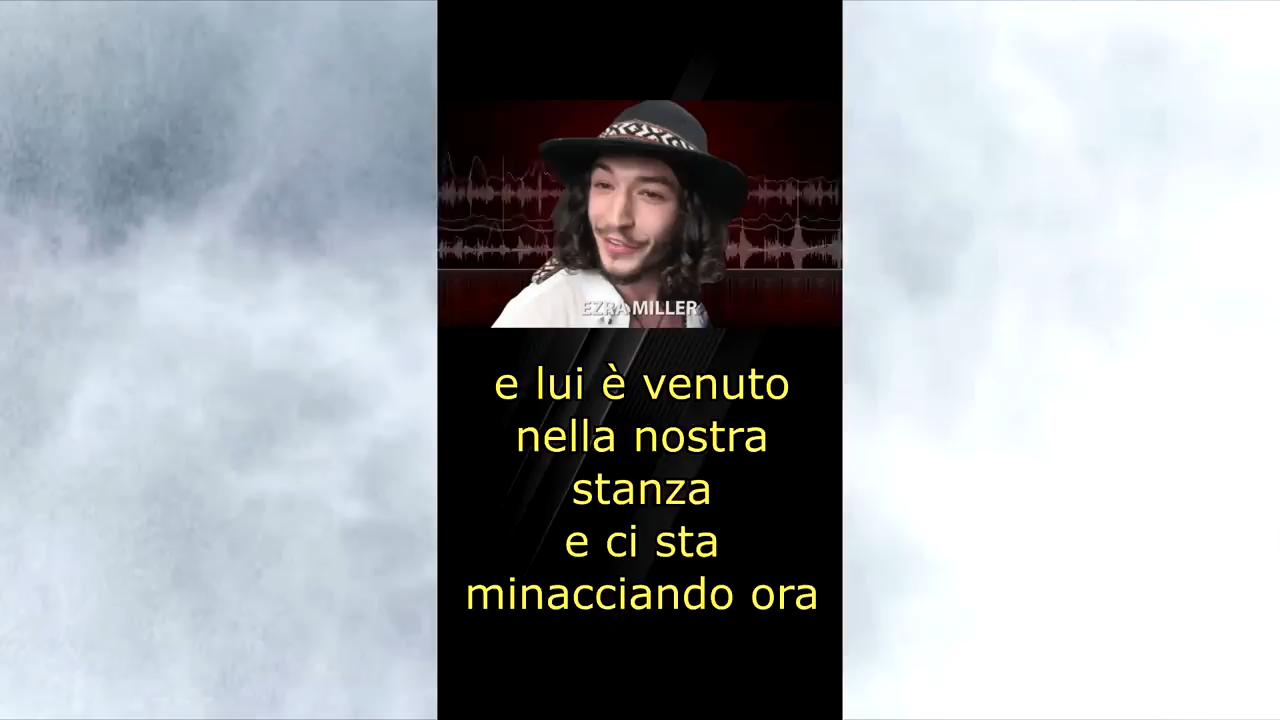 EZRA MILLER
e lui è venuto
nella nostra
stanza
e ci sta
minacciando ora